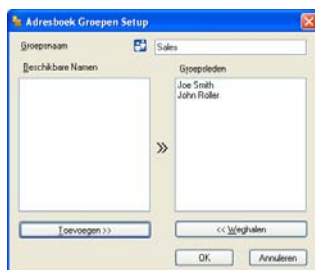 Adresboek Groepen Setup
Groepsnaam
Sales
Beschikbare Namen
Groepsleden
Joe Smith
John Roller
»
Toevoegen >>
<< Weghalen
OK
Annuleren